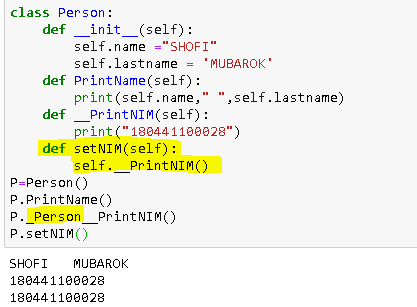 class Person:
    def __init__(self):
        self.name ="SHOFI"
        self.lastname = 'MUBAROK'
    def PrintName(self):
        print(self.name," ",self.lastname)
    def __PrintNIM(self):
        print("180441100028")
    def setNIM(self):
        self.__PrintNIM()
P=Person()
P.PrintName()
P._Person__PrintNIM()
P.setNIM()
SHOFI   MUBAROK
180441100028
180441100028